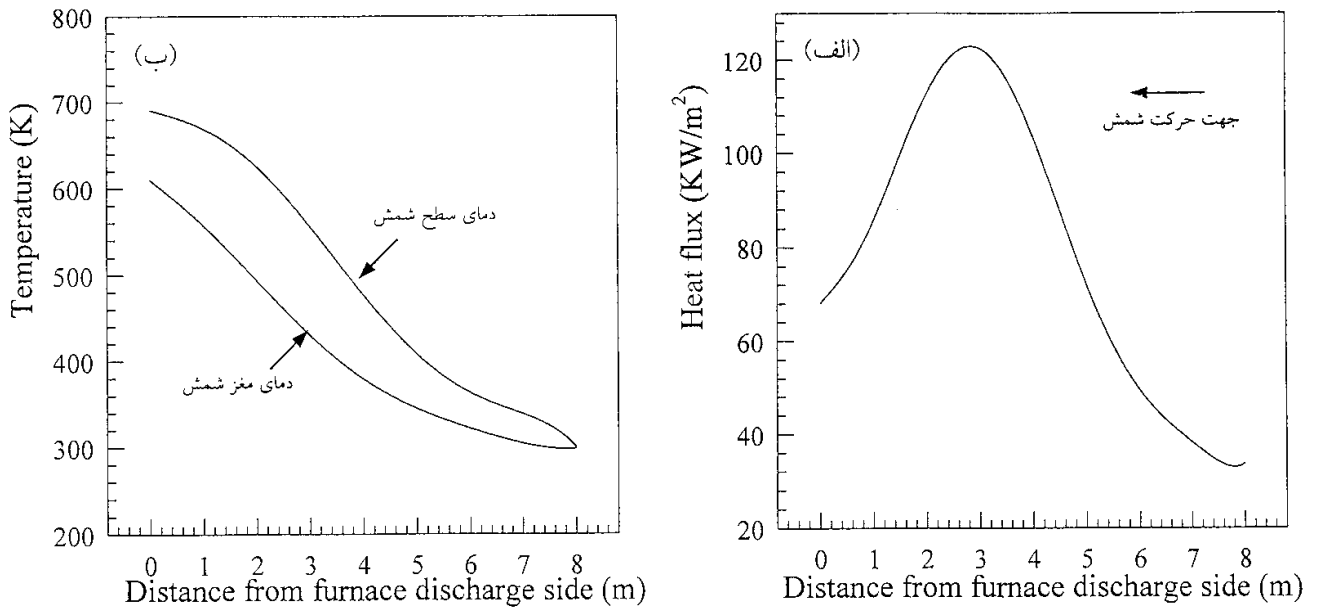 (ب)
800
700
600
500
400
300
200
Temperature (K)
دمای سطح شمش
دمای مغز شمش
0 1 2 3 4 5 6 7 8
Distance from furnace discharge side (m)
(الف)
120
100
80
60
40
20
Heat flux (KW/m²)
جهت حرکت شمش
0 1 2 3 4 5 6 7 8
Distance from furnace discharge side (m)